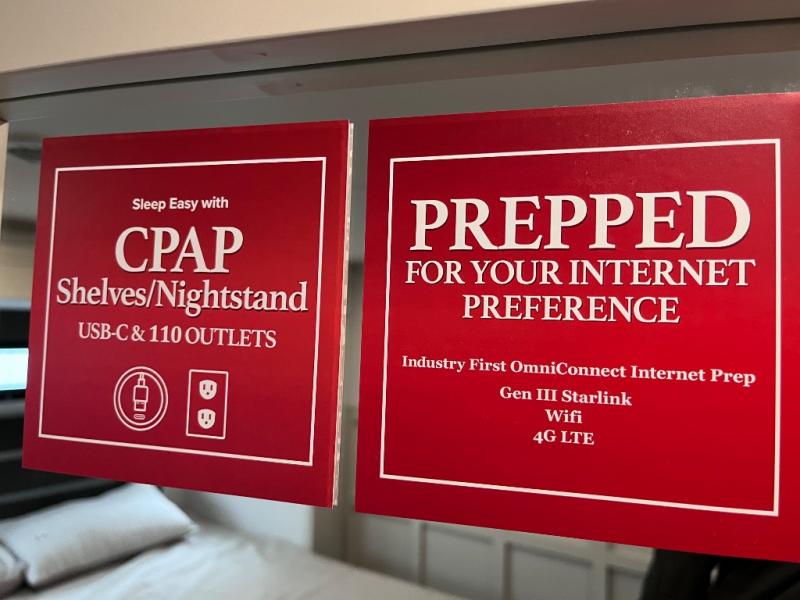 Sleep Easy with
CPAP
Shelves/Nightstand
USB-C & 110 OUTLETS
PREPPED
FOR YOUR INTERNET
PREFERENCE
Industry First OmniConnect Internet Prep
Gen III Starlink
Wifi
4G LTE